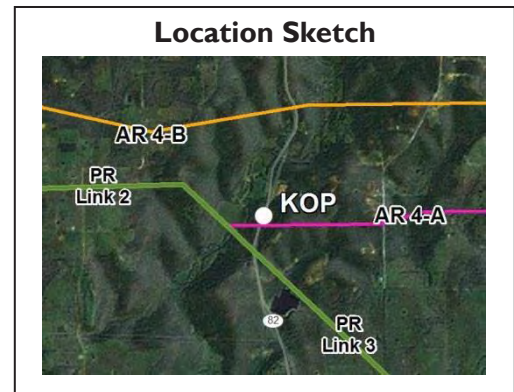 Location Sketch
AR 4-B
PR
Link 2
KOP
AR 4-A
82
PR
Link 3